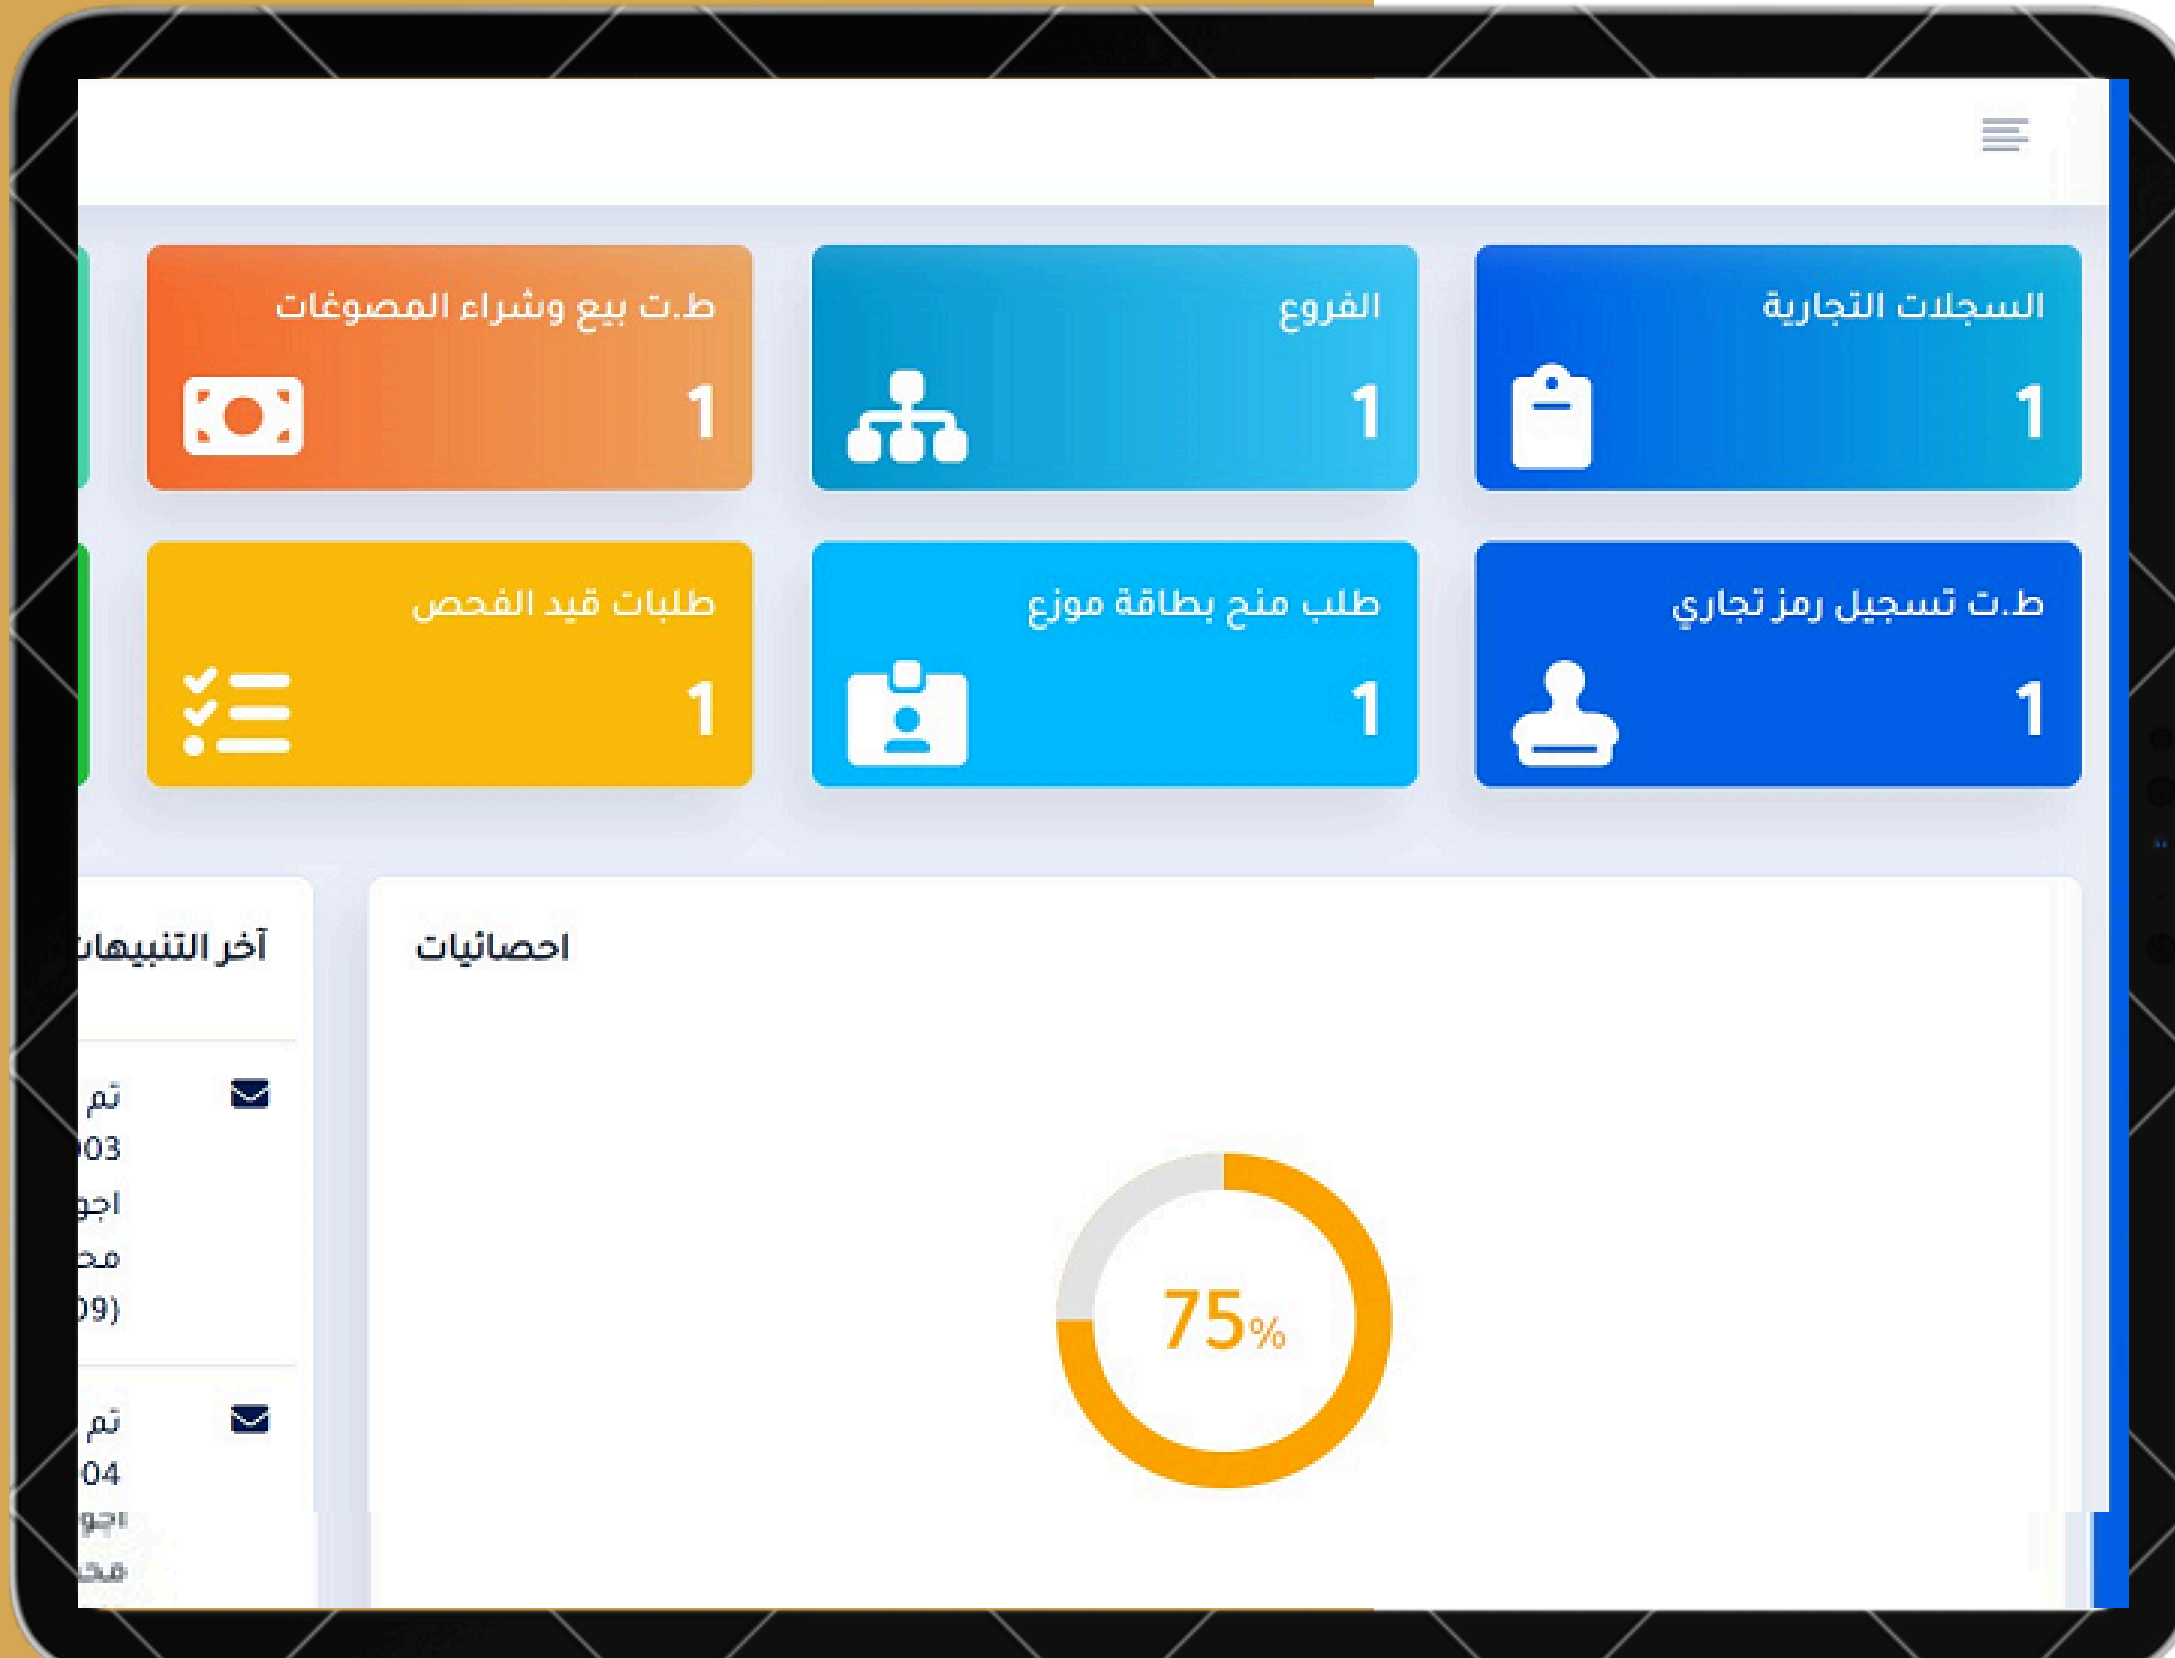 السجلات التجارية
1
الفروع
1
ط.ت بيع وشراء المصوغات
1
ط.ت تسجيل رمز تجاري
1
طلب منح بطاقة موزع
1
طلبات قيد الفحص
1
احصائيات
75%
آخر
تم
تم